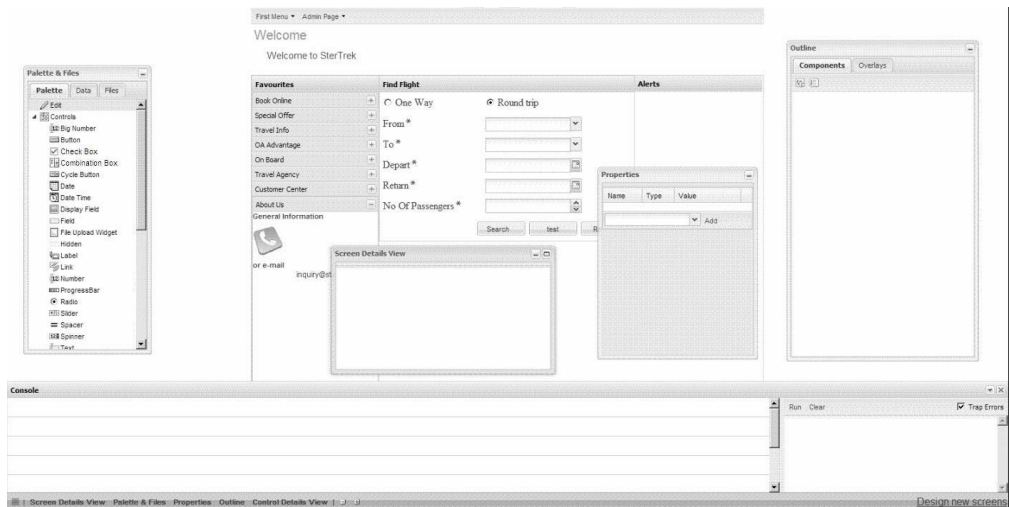 First Menu Admin Page
Welcome
Welcome to SterTrek
Palette & Files
Palette Data Files
Edit
Controls
Big Number
Button
Check Box
Combination Box
Cycle Button
Date
Date Time
Display Field
Field
File Upload Widget
Hidden
Label
Link
Number
ProgressBar
Radio
Slider
Spacer
Spinner
Text
Favourites
Book Online
Special Offer
Travel Info
OA Advantage
On Board
Travel Agency
Customer Center
About Us
General Information
or e-mail
inquiry@st
Find Flight
One Way Round trip
From *
To *
Depart *
Return *
No Of Passengers *
Search test R
Alerts
Screen Details View
Properties
Name Type Value
Add
Outline
Components Overlays
Console
Run Clear Trap Errors
Screen Details View Palette & Files Properties Outline Control Details View
Design new screens